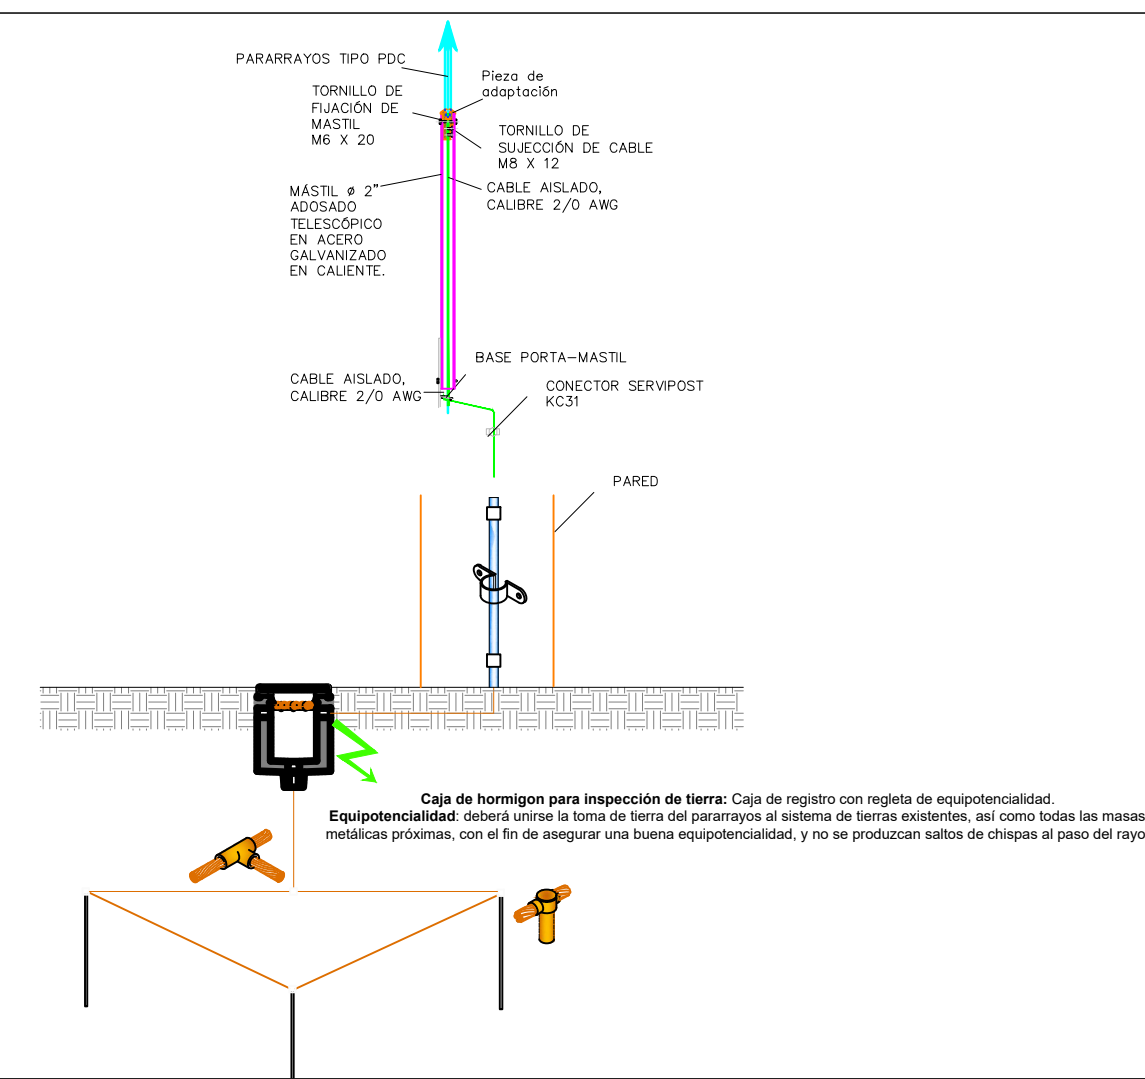 PARARRAYOS TIPO PDC
Pieza de
adaptación
TORNILLO DE
FIJACIÓN DE
MASTIL
M6 X 20
TORNILLO DE
SUJECCIÓN DE CABLE
M8 X 12
MÁSTIL ø 2"
ADOSADO
TELESCÓPICO
EN ACERO
GALVANIZADO
EN CALIENTE.
CABLE AISLADO,
CALIBRE 2/0 AWG
BASE PORTA-MASTIL
CABLE AISLADO,
CALIBRE 2/0 AWG
CONECTOR SERVIPOST
KC31
PARED
Caja de hormigon para inspección de tierra: Caja de registro con regleta de equipotencialidad.
Equipotencialidad: deberá unirse la toma de tierra del pararrayos al sistema de tierras existentes, así como todas las masas
metálicas próximas, con el fin de asegurar una buena equipotencialidad, y no se produzcan saltos de chispas al paso del rayo